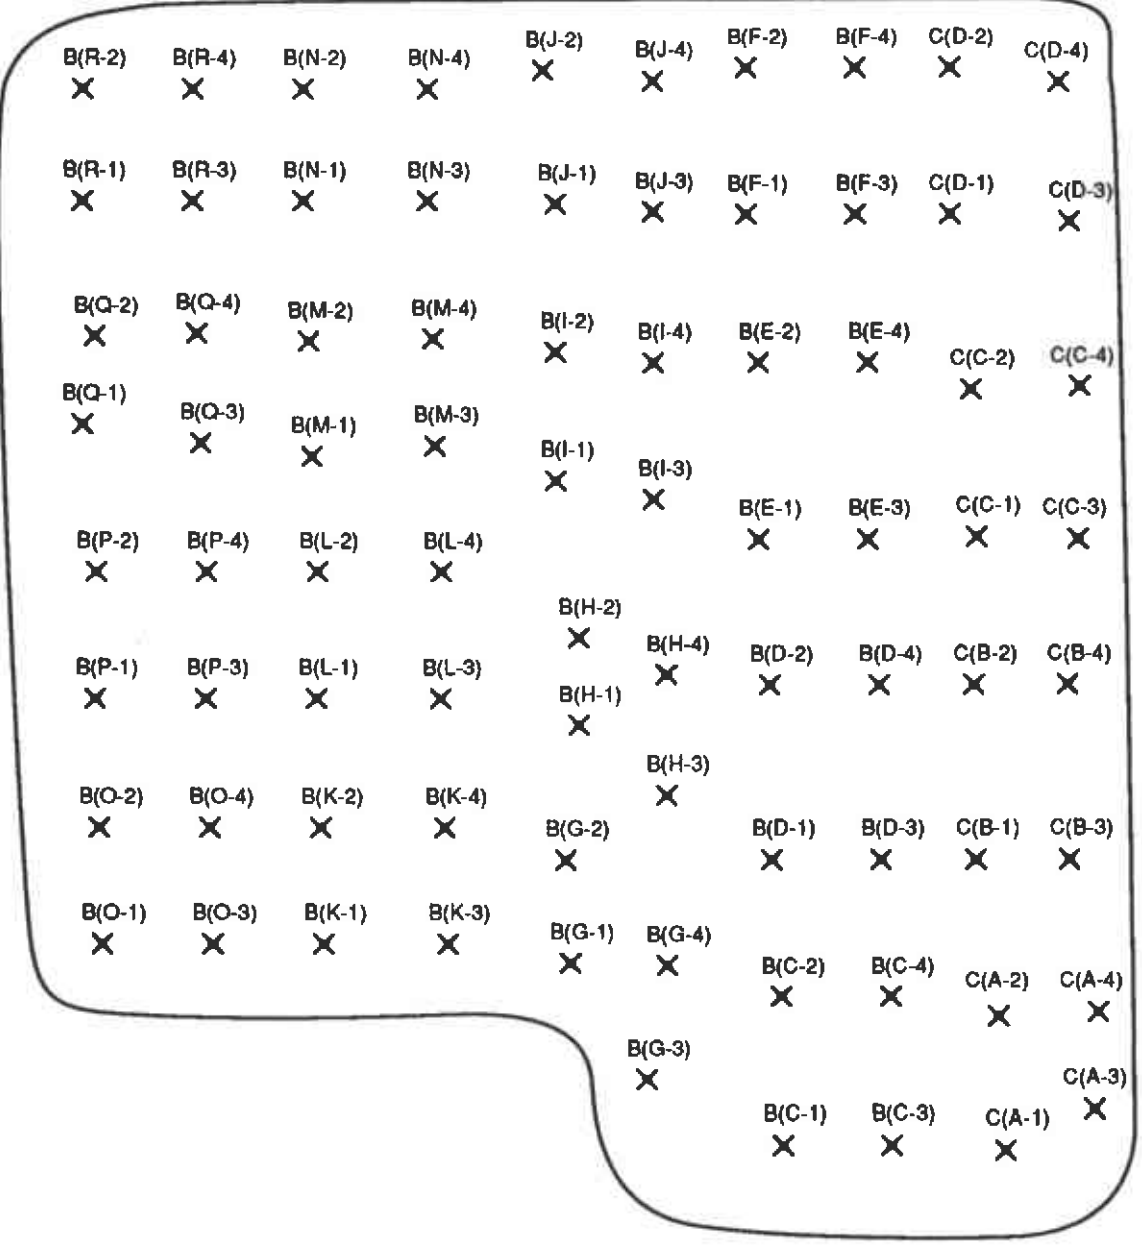 B(R-2) B(R-4) B(N-2) B(N-4) B(J-2) B(J-4) B(F-2) B(F-4) C(D-2) C(D-4)
B(R-1) B(R-3) B(N-1) B(N-3) B(J-1) B(J-3) B(F-1) B(F-3) C(D-1) C(D-3)
B(Q-2) B(Q-4) B(M-2) B(M-4) B(I-2) B(I-4) B(E-2) B(E-4) C(C-2) C(C-4)
B(Q-1) B(Q-3) B(M-1) B(M-3) B(I-1) B(I-3) B(E-1) B(E-3) C(C-1) C(C-3)
B(P-2) B(P-4) B(L-2) B(L-4) B(H-2) B(H-4) B(D-2) B(D-4) C(B-2) C(B-4)
B(P-1) B(P-3) B(L-1) B(L-3) B(H-1) B(H-3) B(D-1) B(D-3) C(B-1) C(B-3)
B(O-2) B(O-4) B(K-2) B(K-4) B(G-2) B(G-4) B(C-2) B(C-4) C(A-2) C(A-4)
B(O-1) B(O-3) B(K-1) B(K-3) B(G-1) B(G-3) B(C-1) B(C-3) C(A-1) C(A-3)